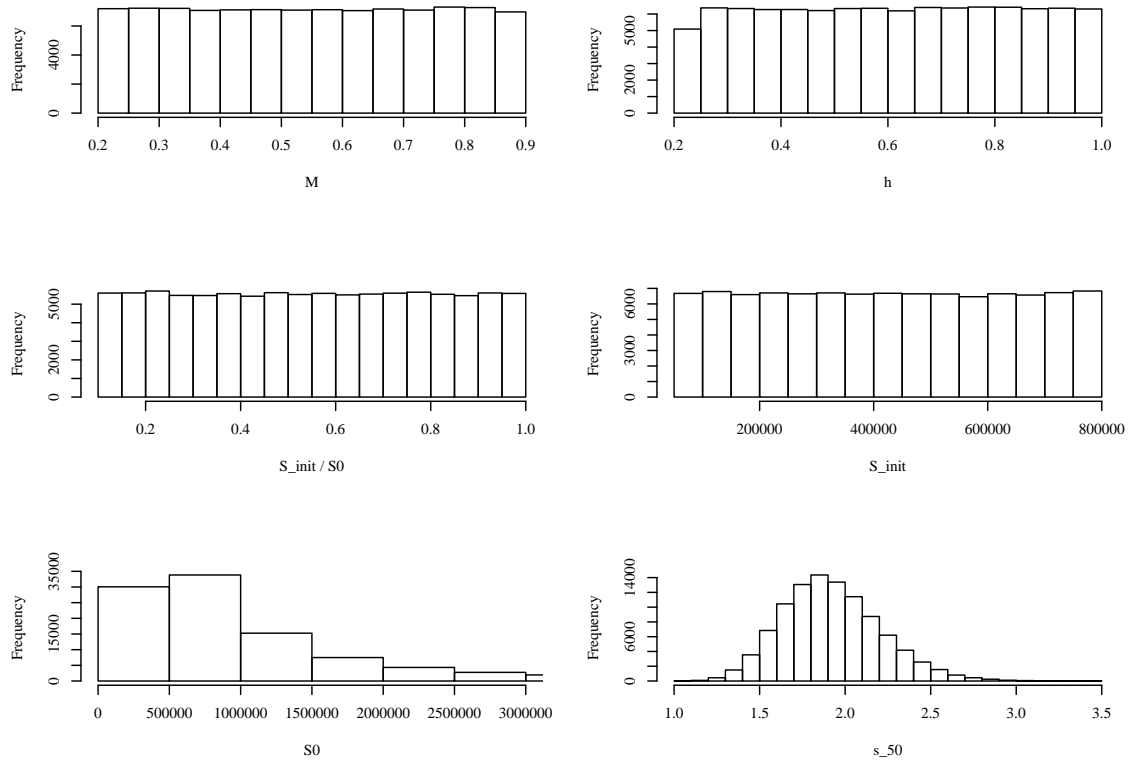 Frequency
0
4000
0.2 0.3 0.4 0.5 0.6 0.7 0.8 0.9
M
Frequency
0 2000 5000
0.2 0.4 0.6 0.8 1.0
h
Frequency
0 2000 5000
0.2 0.4 0.6 0.8 1.0
S_init / S0
Frequency
0 3000 6000
200000 400000 600000 800000
S_init
Frequency
0 15000 35000
0 500000 1000000 1500000 2000000 2500000 3000000
S0
Frequency
0 6000 14000
1.0 1.5 2.0 2.5 3.0 3.5
s_50